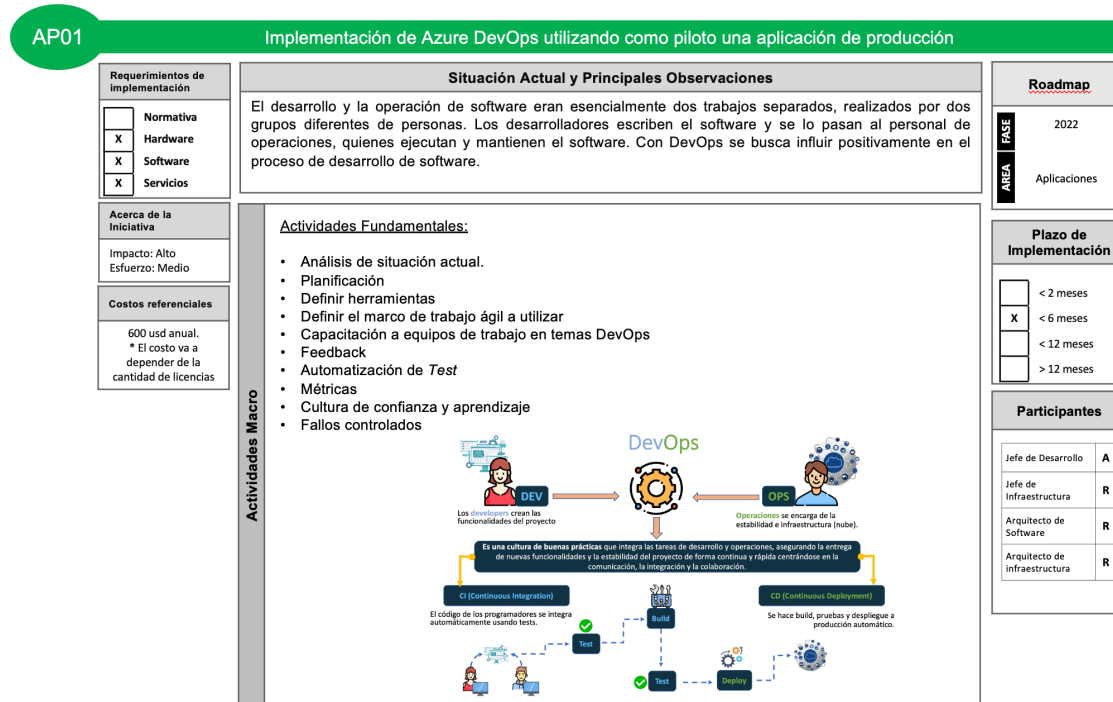 AP01
Implementación de Azure DevOps utilizando como piloto una aplicación de producción
Requerimientos de
implementación
Normativa
X Hardware
X Software
X Servicios
Acerca de la
Iniciativa
Impacto: Alto
Esfuerzo: Medio
Costos referenciales
600 usd anual.
* El costo va a
depender de la
cantidad de licencias
Situación Actual y Principales Observaciones
El desarrollo y la operación de software eran esencialmente dos trabajos separados, realizados por dos
grupos diferentes de personas. Los desarrolladores escriben el software y se lo pasan al personal de
operaciones, quienes ejecutan y mantienen el software. Con DevOps se busca influir positivamente en el
proceso de desarrollo de software.
Actividades Macro
Actividades Fundamentales:
• Análisis de situación actual.
• Planificación
• Definir herramientas
• Definir el marco de trabajo ágil a utilizar
• Capacitación a equipos de trabajo en temas DevOps
• Feedback
• Automatización de Test
• Métricas
• Cultura de confianza y aprendizaje
• Fallos controlados
DevOps
DEV
OPS
Los developers crean las
funcionalidades del proyecto
Operaciones se encarga de la
estabilidad e infraestructura (nube).
Es una cultura de buenas prácticas que integra las tareas de desarrollo y operaciones, asegurando la entrega
de nuevas funcionalidades y la estabilidad del proyecto de forma continua y rápida centrándose en la
comunicación, la integración y la colaboración.
CI (Continuous Integration)
El código de los programadores se integra
automáticamente usando tests.
CD (Continuous Deployment)
Se hace build, pruebas y despliegue a
producción automático.
Test
Build
Test
Deploy
Roadmap
FASE
2022
AREA
Aplicaciones
Plazo de
Implementación
< 2 meses
X < 6 meses
< 12 meses
> 12 meses
Participantes
Jefe de Desarrollo A
Jefe de
Infraestructura R
Arquitecto de
Software R
Arquitecto de
infraestructura R